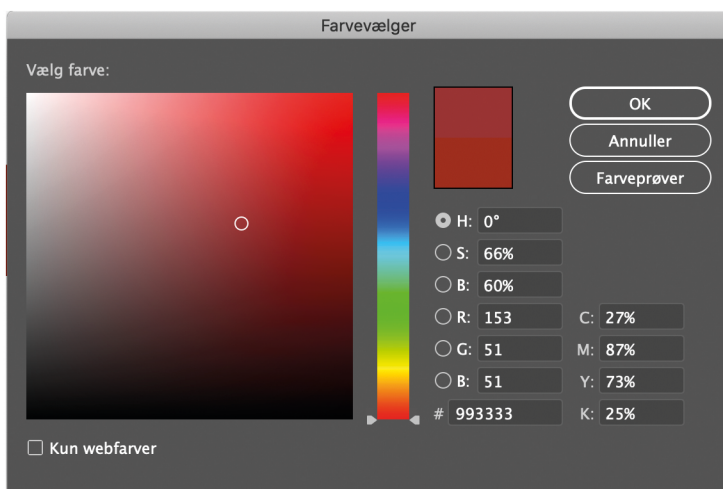 Farvevælger
Vælg farve:
OK
Annuller
Farveprøver
H: 0°
S: 66%
B: 60%
R: 153 C: 27%
G: 51 M: 87%
B: 51 Y: 73%
# 993333 K: 25%
Kun webfarver